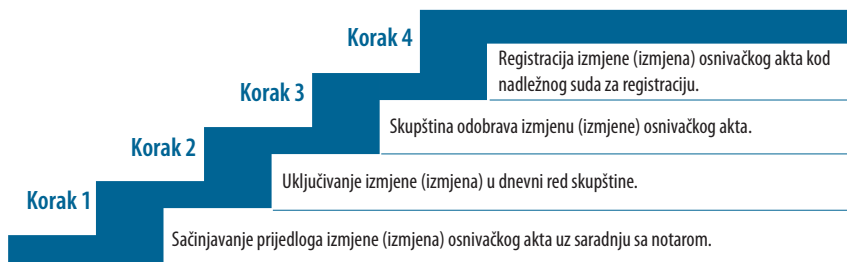 Korak 4
Registracija izmjene (izmjena) osnivačkog akta kod
nadležnog suda za registraciju.
Korak 3
Skupština odobrava izmjenu (izmjene) osnivačkog akta.
Korak 2
Uključivanje izmjene (izmjena) u dnevni red skupštine.
Korak 1
Sačinjavanje prijedloga izmjene (izmjena) osnivačkog akta uz saradnju sa notarom.